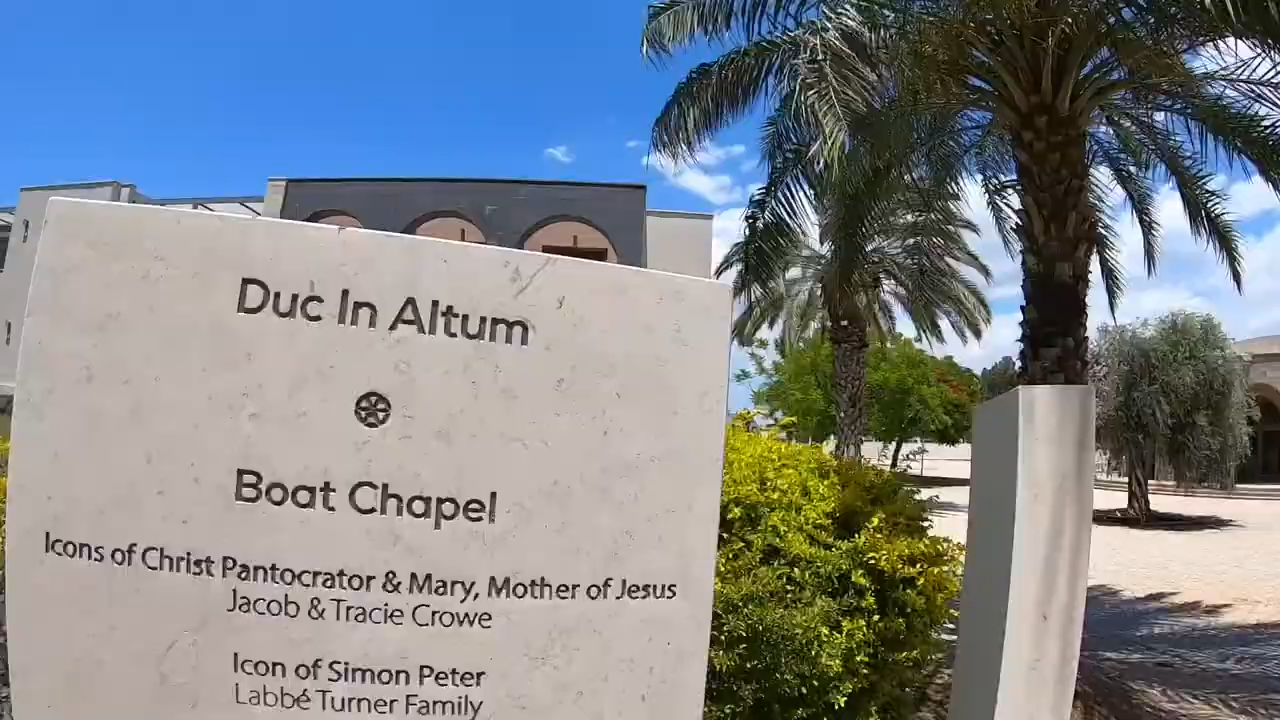 Duc In Altum
Boat Chapel
Icons of Christ Pantocrator & Mary, Mother of Jesus
Jacob & Tracie Crowe
Icon of Simon Peter
Labbé Turner Family